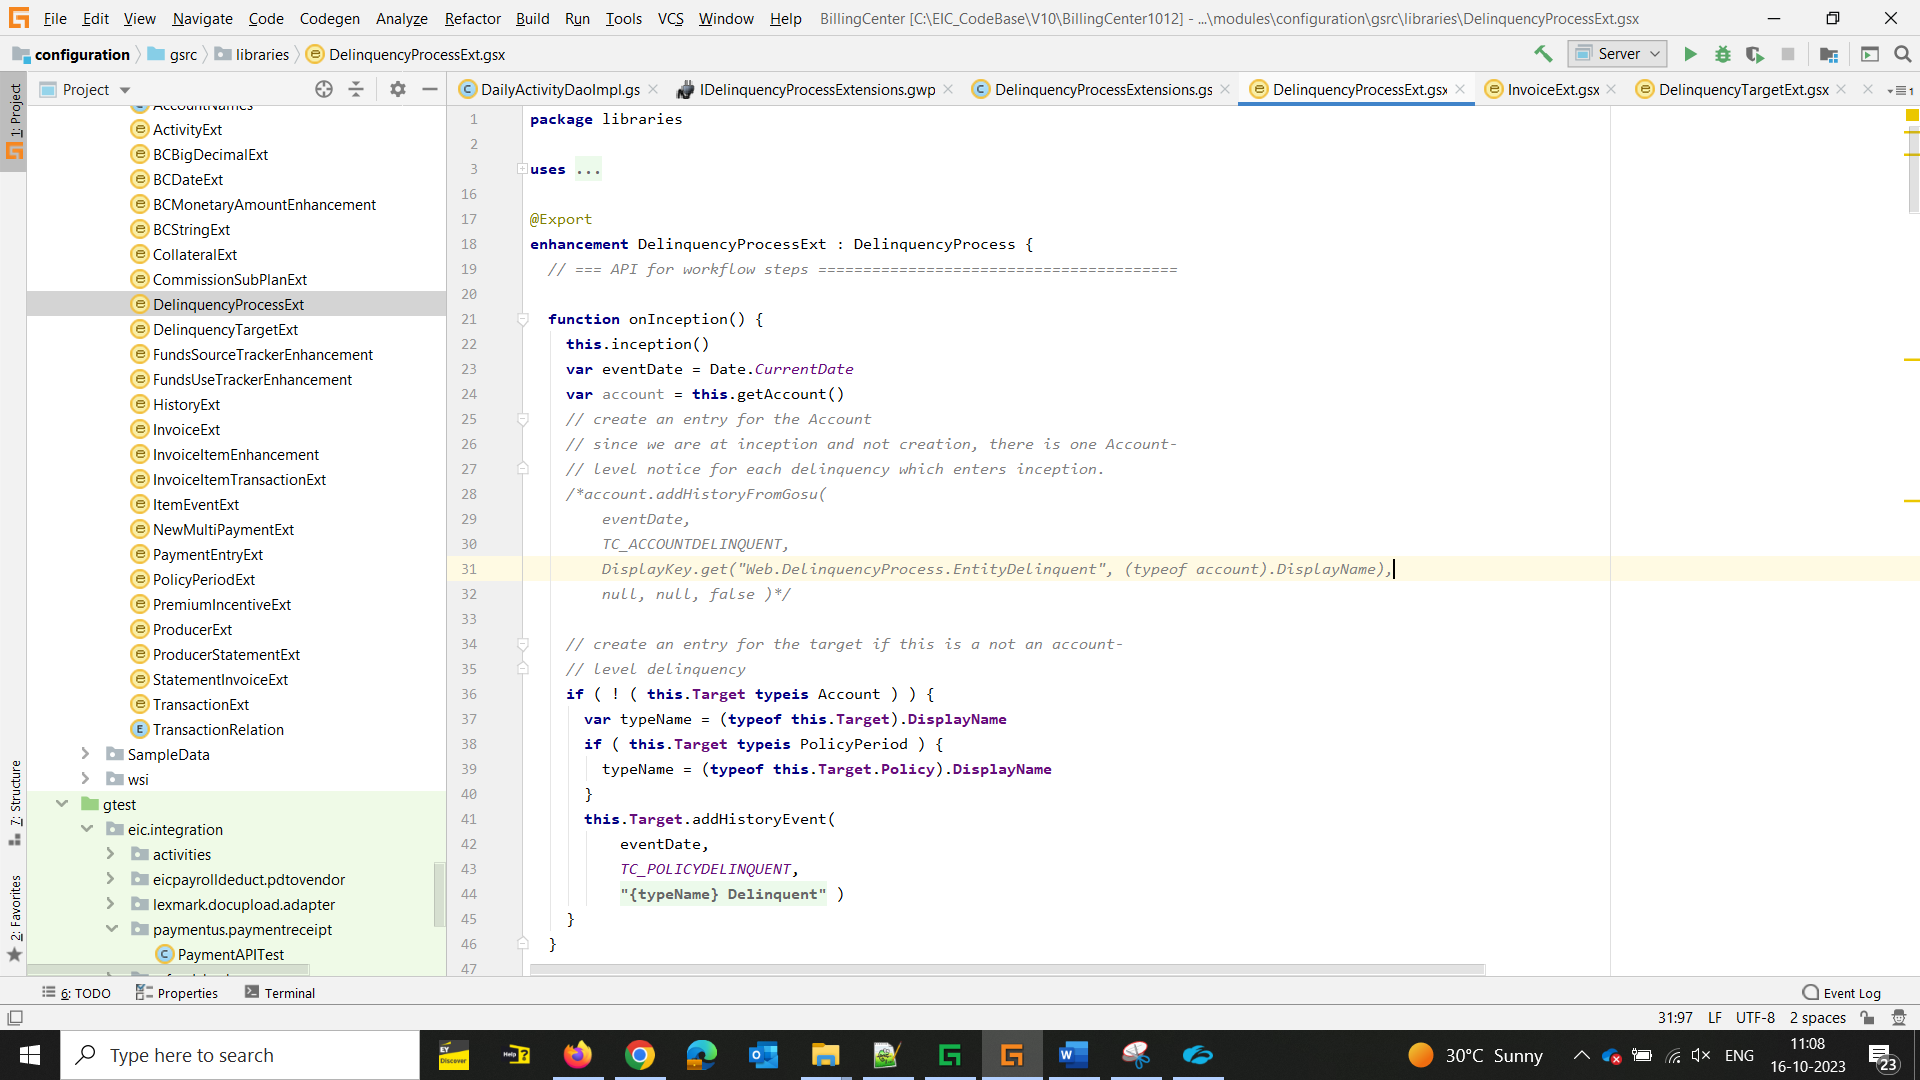 File Edit View Navigate Code Codegen Analyze Refactor Build Run Tools VCS Window Help BillingCenter [C:\EIC_CodeBase\V10\BillingCenter1012] - ...\modules\configuration\gsrc\libraries\DelinquencyProcessExt.gsx
configuration gsrc libraries DelinquencyProcessExt.gsx Server
Project
DailyActivityDaoImpl.gs IDelinquencyProcessExtensions.gwp DelinquencyProcessExtensions.gs DelinquencyProcessExt.gsx InvoiceExt.gsx DelinquencyTargetExt.gsx 1
1: Project
7: Structure
2: Favorites
AccountNames
ActivityExt
BCBigDecimalExt
BCDateExt
BCMonetaryAmountEnhancement
BCStringExt
CollateralExt
CommissionSubPlanExt
DelinquencyProcessExt
DelinquencyTargetExt
FundsSourceTrackerEnhancement
FundsUseTrackerEnhancement
HistoryExt
InvoiceExt
InvoiceItemEnhancement
InvoiceItemTransactionExt
ItemEventExt
NewMultiPaymentExt
PaymentEntryExt
PolicyPeriodExt
PremiumIncentiveExt
ProducerExt
ProducerStatementExt
StatementInvoiceExt
TransactionExt
TransactionRelation
SampleData
wsi
gtest
eic.integration
activities
eicpayrolldeduct.pdtovendor
lexmark.docupload.adapter
paymentus.paymentreceipt
PaymentAPITest
1 package libraries
2
3 uses ...
16
17 @Export
18 enhancement DelinquencyProcessExt : DelinquencyProcess {
19 // === API for workflow steps ========================================
20
21 function onInception() {
22 this.inception()
23 var eventDate = Date.CurrentDate
24 var account = this.getAccount()
25 // create an entry for the Account
26 // since we are at inception and not creation, there is one Account-
27 // level notice for each delinquency which enters inception.
28 /*account.addHistoryFromGosu(
29 eventDate,
30 TC_ACCOUNTDELINQUENT,
31 DisplayKey.get("Web.DelinquencyProcess.EntityDelinquent", (typeof account).DisplayName),
32 null, null, false )*/
33
34 // create an entry for the target if this is a not an account-
35 // level delinquency
36 if ( ! ( this.Target typeis Account ) ) {
37 var typeName = (typeof this.Target).DisplayName
38 if ( this.Target typeis PolicyPeriod ) {
39 typeName = (typeof this.Target.Policy).DisplayName
40 }
41 this.Target.addHistoryEvent(
42 eventDate,
43 TC_POLICYDELINQUENT,
44 "{typeName} Delinquent" )
45 }
46 }
47
6: TODO Properties Terminal Event Log
31:97 LF UTF-8 2 spaces
Type here to search
EY Discover
Help ?
30°C Sunny
ENG
11:08
16-10-2023
23